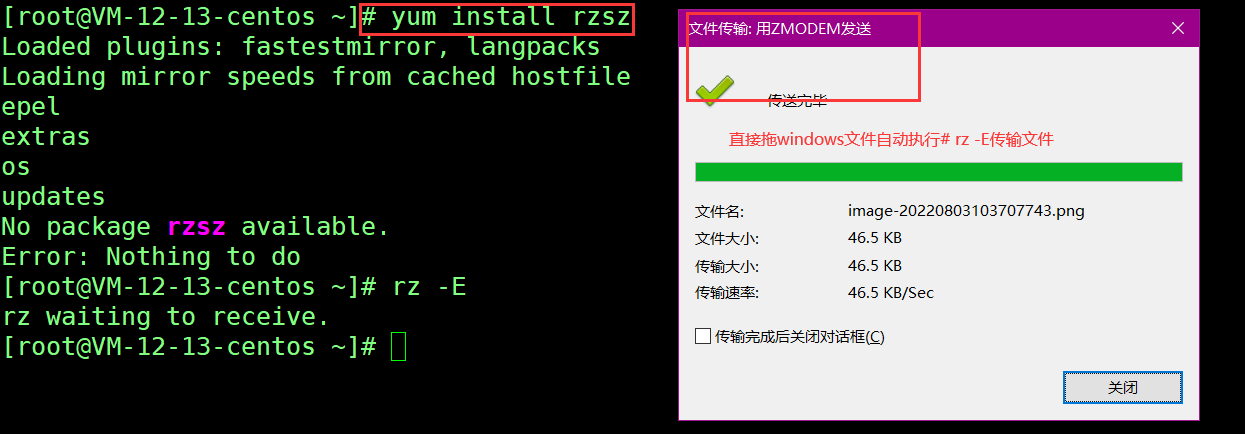 [root@VM-12-13-centos ~]# yum install rzsz
Loaded plugins: fastestmirror, langpacks
Loading mirror speeds from cached hostfile
epel
extras
os
updates
No package rzsz available.
Error: Nothing to do
[root@VM-12-13-centos ~]# rz -E
rz waiting to receive.
[root@VM-12-13-centos ~]#
文件传输: 用ZMODEM发送
传送完毕
直接拖windows文件自动执行# rz -E传输文件
文件名: image-20220803103707743.png
文件大小: 46.5 KB
传输大小: 46.5 KB
传输速率: 46.5 KB/Sec
传输完成后关闭对话框(C)
关闭